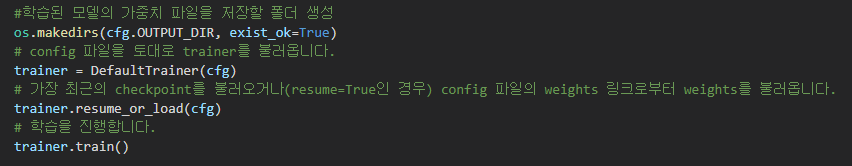 #학습된 모델의 가중치 파일을 저장할 폴더 생성
os.makedirs(cfg.OUTPUT_DIR, exist_ok=True)
# config 파일을 토대로 trainer를 불러옵니다.
trainer = DefaultTrainer(cfg)
# 가장 최근의 checkpoint를 불러오거나(resume=True인 경우) config 파일의 weights 링크로부터 weights를 불러옵니다.
trainer.resume_or_load(cfg)
# 학습을 진행합니다.
trainer.train()